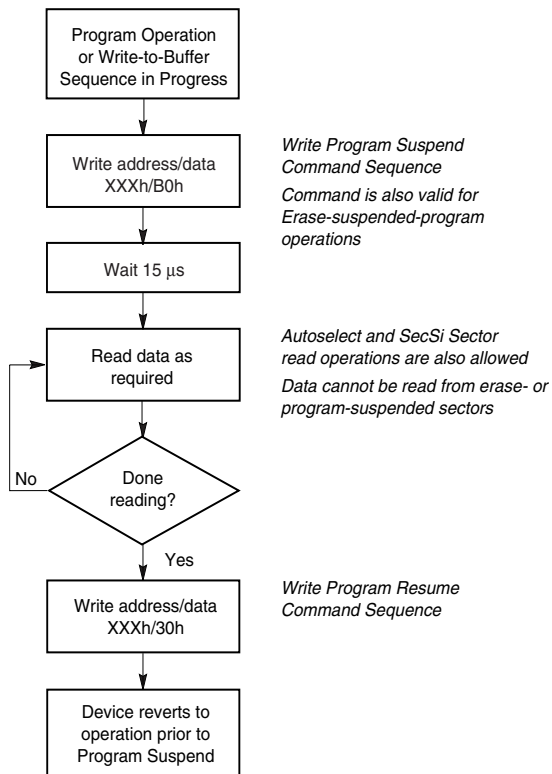 Program Operation
or Write-to-Buffer
Sequence in Progress
Write address/data
XXXh/B0h
Write Program Suspend
Command Sequence
Command is also valid for
Erase-suspended-program
operations
Wait 15 μs
Read data as
required
Autoselect and SecSi Sector
read operations are also allowed
Data cannot be read from erase- or
program-suspended sectors
No
Done
reading?
Yes
Write address/data
XXXh/30h
Write Program Resume
Command Sequence
Device reverts to
operation prior to
Program Suspend